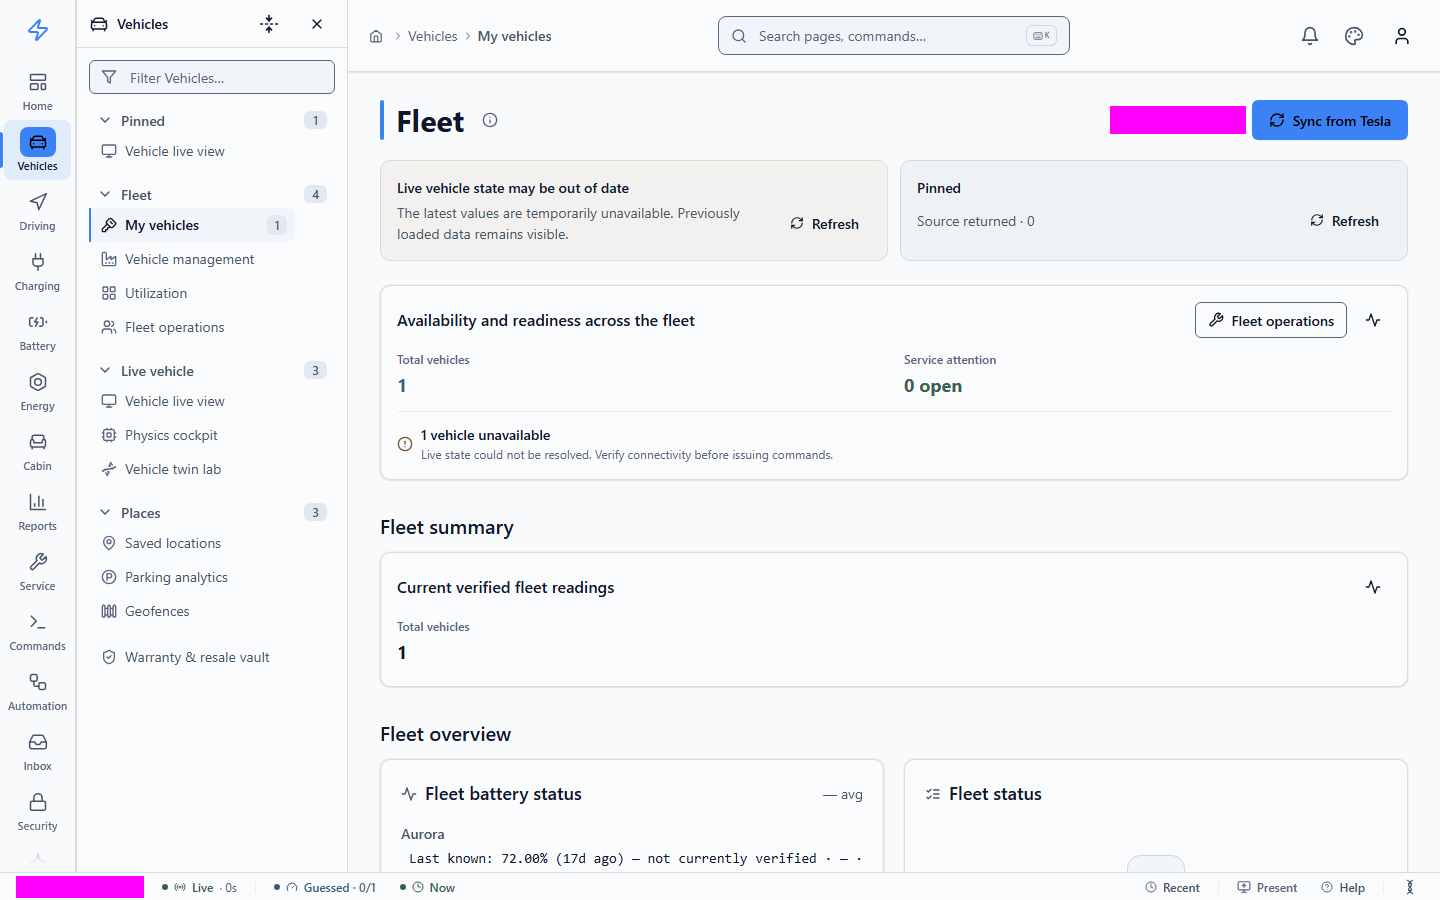 Home
Vehicles
Driving
Charging
Battery
Energy
Cabin
Reports
Service
Commands
Automation
Inbox
Security
Vehicles
Filter Vehicles...
Pinned 1
Vehicle live view
Fleet 4
My vehicles 1
Vehicle management
Utilization
Fleet operations
Live vehicle 3
Vehicle live view
Physics cockpit
Vehicle twin lab
Places 3
Saved locations
Parking analytics
Geofences
Warranty & resale vault
Vehicles My vehicles
Search pages, commands... K
Fleet
Sync from Tesla
Live vehicle state may be out of date
The latest values are temporarily unavailable. Previously
loaded data remains visible.
Refresh
Pinned
Source returned · 0
Refresh
Availability and readiness across the fleet
Fleet operations
Total vehicles
1
Service attention
0 open
1 vehicle unavailable
Live state could not be resolved. Verify connectivity before issuing commands.
Fleet summary
Current verified fleet readings
Total vehicles
1
Fleet overview
Fleet battery status
— avg
Aurora
Last known: 72.00% (17d ago) — not currently verified · — ·
Fleet status
Live · 0s
Guessed · 0/1
Now
Recent
Present
Help